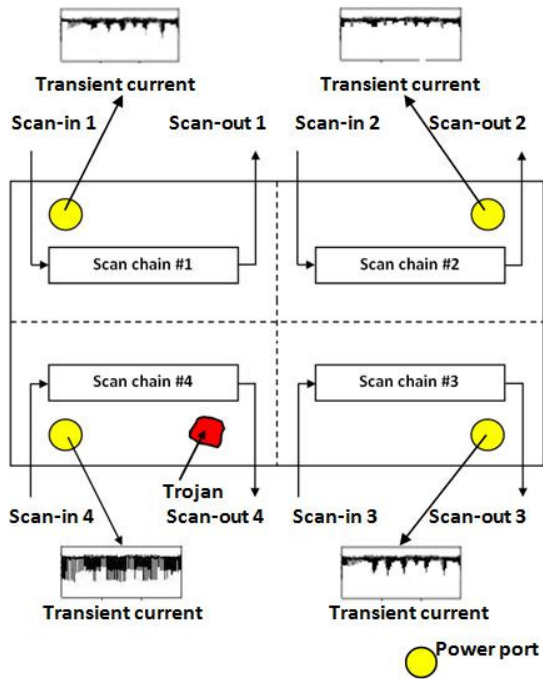 Transient current
Transient current
Scan-in 1
Scan-out 1
Scan-in 2
Scan-out 2
Scan chain #1
Scan chain #2
Scan chain #4
Scan chain #3
Trojan
Scan-in 4
Scan-out 4
Scan-in 3
Scan-out 3
Transient current
Transient current
Power port